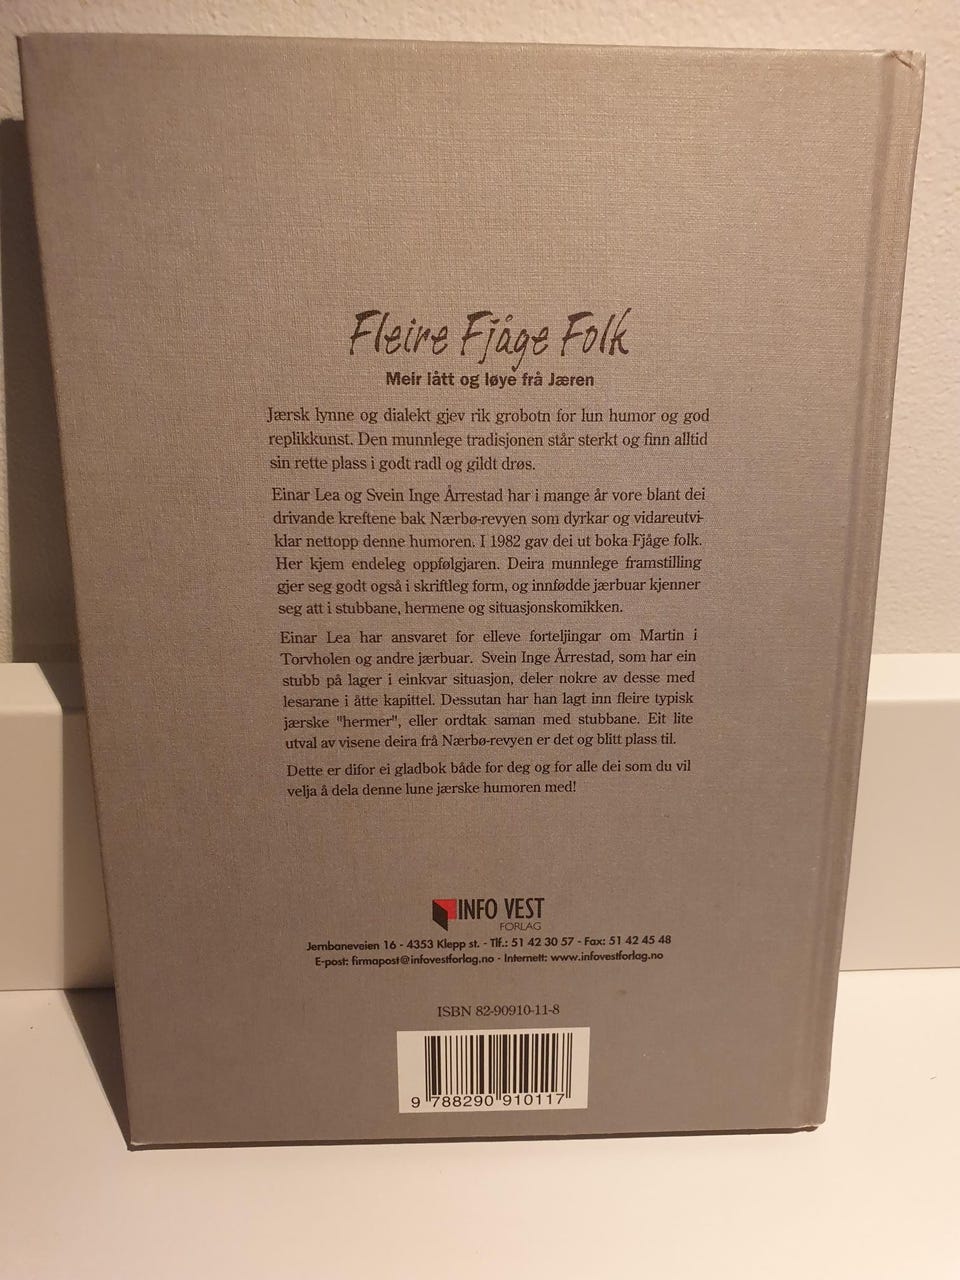 Fleire Fjåge Folk
Meir lått og løye frå Jæren
Jærsk lynne og dialekt gjev rik grobotn for lun humor og god
replikkunst. Den munnlege tradisjonen står sterkt og finn alltid
sin rette plass i godt radl og gildt drøs.
Einar Lea og Svein Inge Årrestad har i mange år vore blant dei
drivande kreftene bak Nærbø-revyen som dyrkar og vidareutvi-
klar nettopp denne humoren. I 1982 gav dei ut boka Fjåge folk.
Her kjem endeleg oppfølgjaren. Deira munnlege framstilling
gjer seg godt også i skriftleg form, og innfødde jærbuar kjenner
seg att i stubbane, hermene og situasjonskomikken.
Einar Lea har ansvaret for elleve forteljingar om Martin i
Torvholen og andre jærbuar. Svein Inge Årrestad, som har ein
stubb på lager i einkvar situasjon, deler nokre av desse med
lesarane i åtte kapittel. Dessutan har han lagt inn fleire typisk
jærske "hermer", eller ordtak saman med stubbane. Eit lite
utval av visene deira frå Nærbø-revyen er det og blitt plass til.
Dette er difor ei gladbok både for deg og for alle dei som du vil
velja å dela denne lune jærske humoren med!
INFO VEST
FORLAG
Jernbaneveien 16 - 4353 Klepp st. - Tlf.: 51 42 30 57 - Fax: 51 42 45 48
E-post: firmapost@infovestforlag.no - Internett: www.infovestforlag.no
ISBN 82-90910-11-8
9 788290 910117